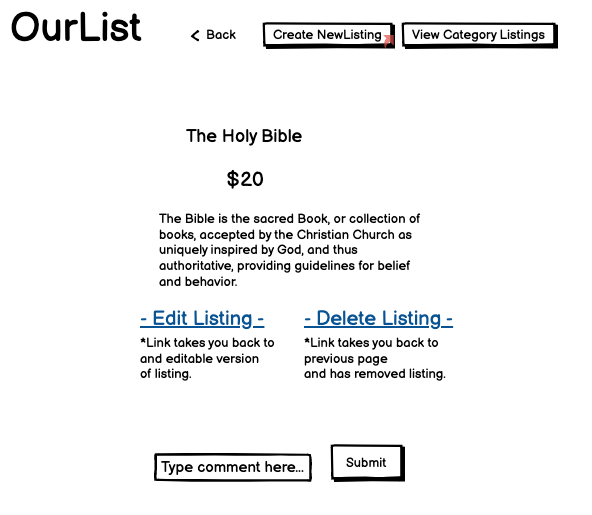 OurList
Back
Create NewListing
View Category Listings
The Holy Bible
$20
The Bible is the sacred Book, or collection of
books, accepted by the Christian Church as
uniquely inspired by God, and thus
authoritative, providing guidelines for belief
and behavior.
- Edit Listing -
*Link takes you back to
and editable version
of listing.
- Delete Listing -
*Link takes you back to
previous page
and has removed listing.
Type comment here...
Submit